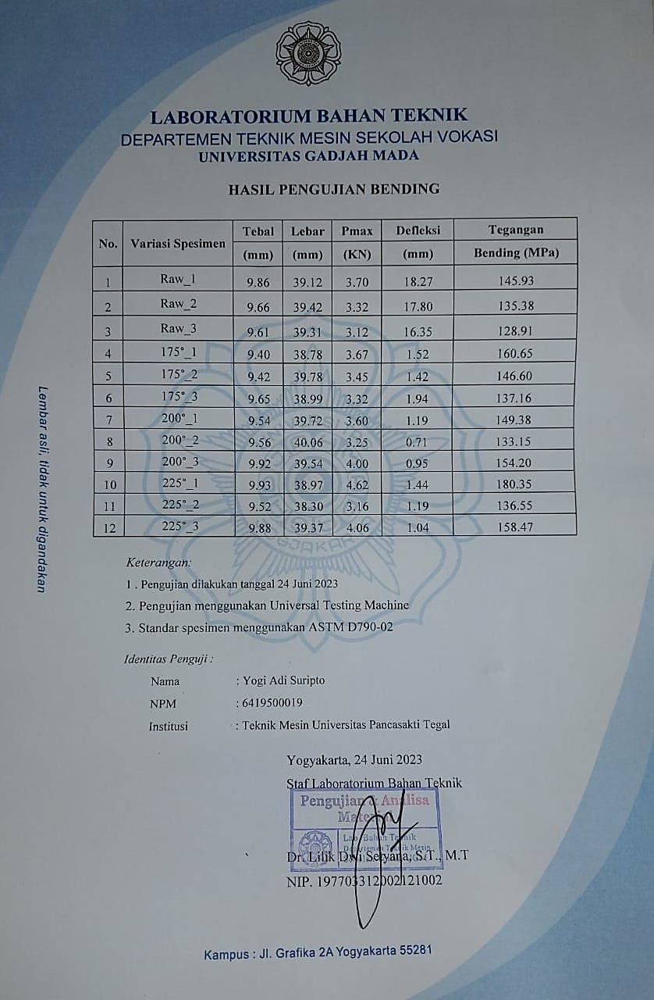 LABORATORIUM BAHAN TEKNIK
DEPARTEMEN TEKNIK MESIN SEKOLAH VOKASI
UNIVERSITAS GADJAH MADA
HASIL PENGUJIAN BENDING
No. Variasi Spesimen Tebal (mm) Lebar (mm) Pmax (KN) Defleksi (mm) Tegangan Bending (MPa)
1 Raw_1 9.86 39.12 3.70 18.27 145.93
2 Raw_2 9.66 39.42 3.32 17.80 135.38
3 Raw_3 9.61 39.31 3.12 16.35 128.91
4 175°_1 9.40 38.78 3.67 1.52 160.65
5 175°_2 9.42 39.78 3.45 1.42 146.60
6 175°_3 9.65 38.99 3.32 1.94 137.16
7 200°_1 9.54 39.72 3.60 1.19 149.38
8 200°_2 9.56 40.06 3.25 0.71 133.15
9 200°_3 9.92 39.54 4.00 0.95 154.20
10 225°_1 9.93 38.97 4.62 1.44 180.35
11 225°_2 9.52 38.30 3.16 1.19 136.55
12 225°_3 9.88 39.37 4.06 1.04 158.47
Lembar asli, tidak untuk digandakan
Keterangan:
1 . Pengujian dilakukan tanggal 24 Juni 2023
2. Pengujian menggunakan Universal Testing Machine
3. Standar spesimen menggunakan ASTM D790-02
Identitas Penguji :
Nama : Yogi Adi Suripto
NPM : 6419500019
Institusi : Teknik Mesin Universitas Pancasakti Tegal
Yogyakarta, 24 Juni 2023
Staf Laboratorium Bahan Teknik
Pengujian & Analisa
Material
Lab. Bahan Teknik
Departemen Teknik Mesin
Dr. Lilik Dwi Setyana, S.T., M.T
NIP. 197703312002121002
Kampus : Jl. Grafika 2A Yogyakarta 55281